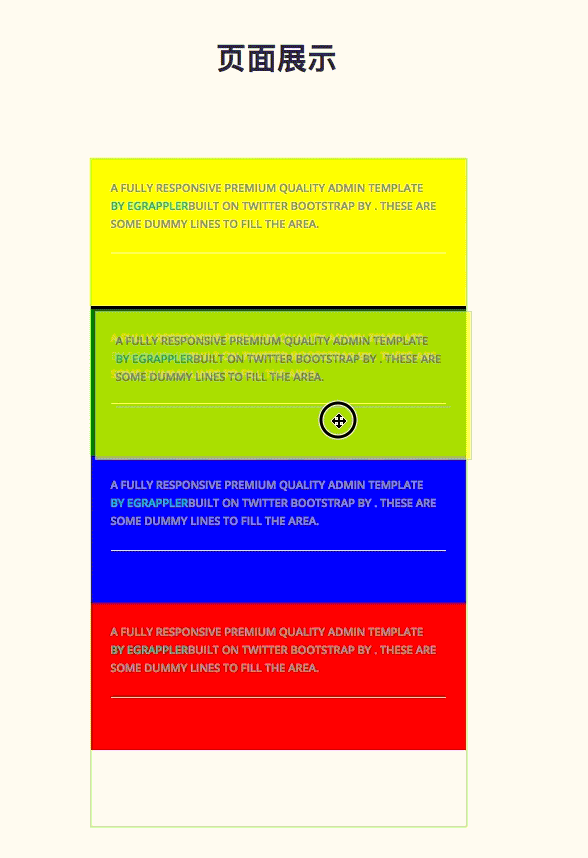 页面展示
A FULLY RESPONSIVE PREMIUM QUALITY ADMIN TEMPLATE
BY EGRAPPLERBUILT ON TWITTER BOOTSTRAP BY . THESE ARE
SOME DUMMY LINES TO FILL THE AREA.
A FULLY RESPONSIVE PREMIUM QUALITY ADMIN TEMPLATE
BY EGRAPPLERBUILT ON TWITTER BOOTSTRAP BY . THESE ARE
SOME DUMMY LINES TO FILL THE AREA.
A FULLY RESPONSIVE PREMIUM QUALITY ADMIN TEMPLATE
BY EGRAPPLERBUILT ON TWITTER BOOTSTRAP BY . THESE ARE
SOME DUMMY LINES TO FILL THE AREA.
A FULLY RESPONSIVE PREMIUM QUALITY ADMIN TEMPLATE
BY EGRAPPLERBUILT ON TWITTER BOOTSTRAP BY . THESE ARE
SOME DUMMY LINES TO FILL THE AREA.